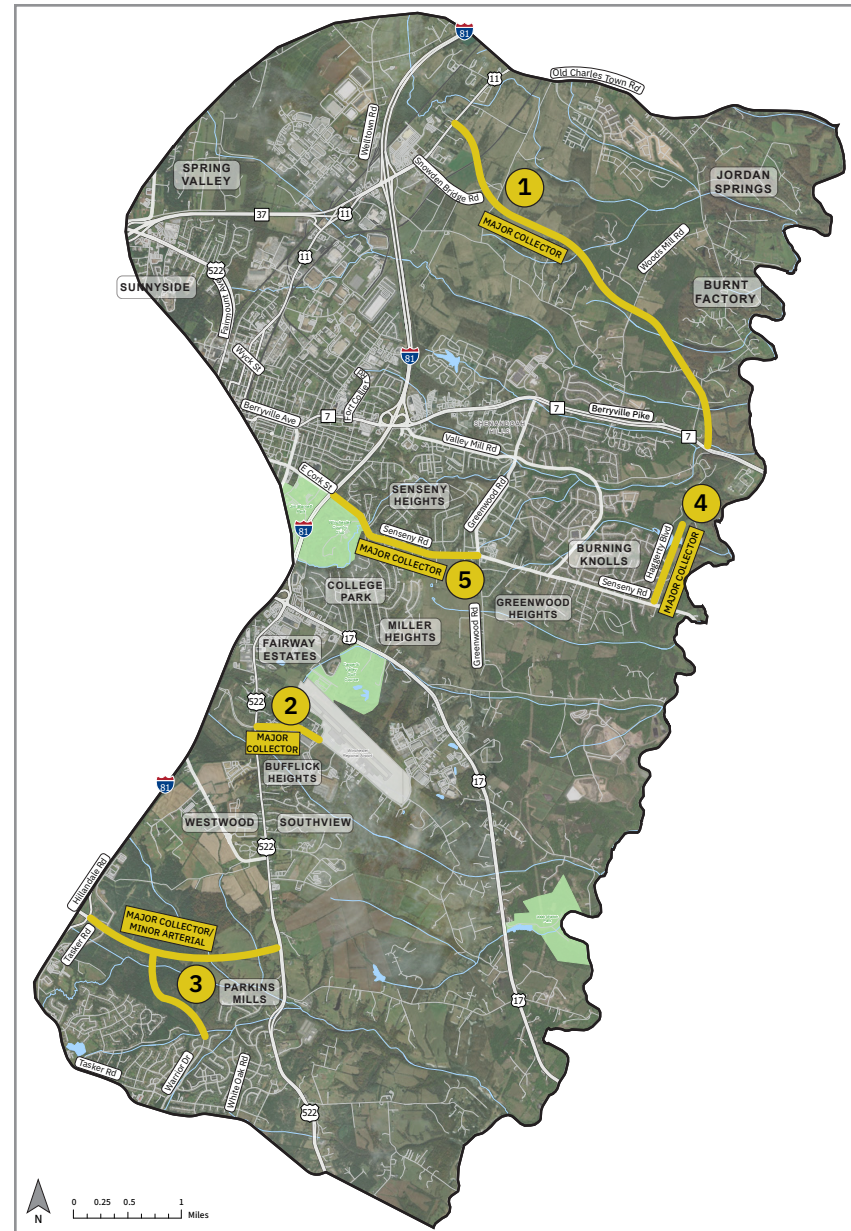 81
11
Old Charles Town Rd
Welltown Rd
SPRING
VALLEY
Snowden Bridge Rd
1
JORDAN
SPRINGS
37
11
MAJOR COLLECTOR
11
Woods Mill Rd
522
SUNNYSIDE
Fairmount Ave
BURNT
FACTORY
Wyck St
81
Fort Collier Rd
Berryville Ave
7
7
Berryville Pike
7
Valley Mill Rd
E Cork St
SENSENY
HEIGHTS
Greenwood Rd
4
81
Senseny Rd
MAJOR COLLECTOR
5
BURNING
KNOLLS
Haggerty Blvd
MAJOR COLLECTOR
Senseny Rd
COLLEGE
PARK
GREENWOOD
HEIGHTS
MILLER
HEIGHTS
Greenwood Rd
17
FAIRWAY
ESTATES
522
2
MAJOR
COLLECTOR
BUFFLICK
HEIGHTS
17
81
WESTWOOD
SOUTHVIEW
522
Hillandale Rd
MAJOR COLLECTOR/
MINOR ARTERIAL
Tasker Rd
3
PARKINS
MILLS
17
Tasker Rd
Warrior Dr
White Oak Rd
522
N
0 0.25 0.5 1
Miles